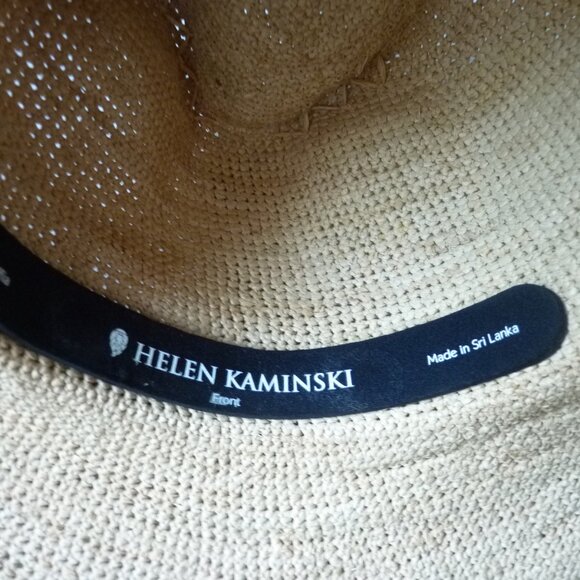 HELEN KAMINSKI
Front
Made in Sri Lanka